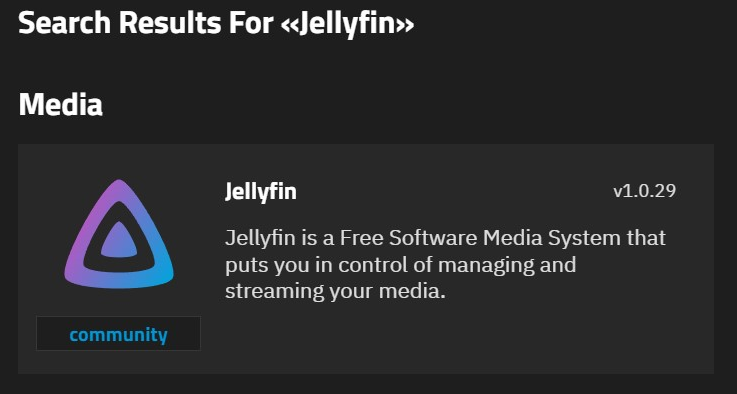 Search Results For «Jellyfin»
Media
Jellyfin
v1.0.29
Jellyfin is a Free Software Media System that
puts you in control of managing and
streaming your media.
community